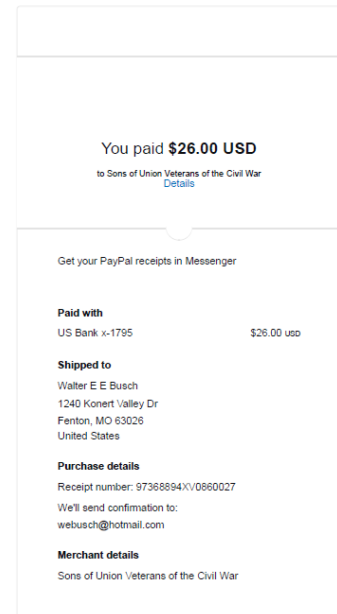 You paid $26.00 USD
to Sons of Union Veterans of the Civil War
Details
Get your PayPal receipts in Messenger
Paid with
US Bank x-1795 $26.00 USD
Shipped to
Walter E E Busch
1240 Konert Valley Dr
Fenton, MO 63026
United States
Purchase details
Receipt number: 97368894XV0860027
We'll send confirmation to:
webusch@hotmail.com
Merchant details
Sons of Union Veterans of the Civil War